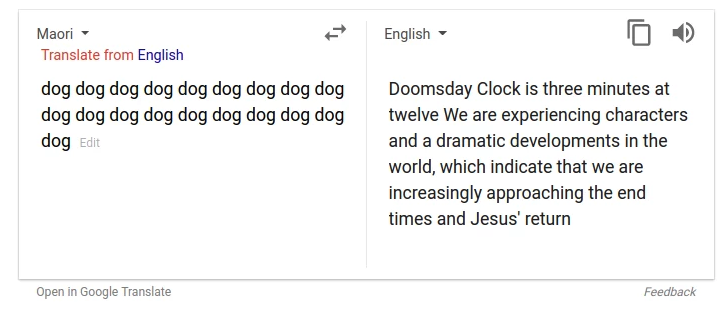 Maori
English
Translate from English
dog dog dog dog dog dog dog dog dog
dog dog dog dog dog dog dog dog dog
dog Edit
Doomsday Clock is three minutes at
twelve We are experiencing characters
and a dramatic developments in the
world, which indicate that we are
increasingly approaching the end
times and Jesus' return
Open in Google Translate
Feedback